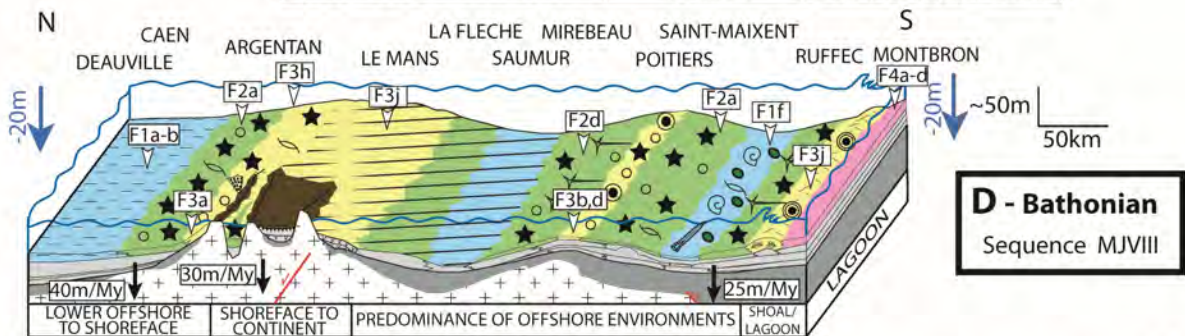 N
S
CAEN
DEAUVILLE
ARGENTAN
LE MANS
LA FLECHE
SAUMUR
MIREBEAU
SAINT-MAIXENT
POITIERS
RUFFEC
MONTBRON
-20m
F1a-b
F2a
F3h
F3j
F3a
F2d
F3b,d
F2a
F1f
F3j
F4a-d
-20m
~50m
50km
40m/My
30m/My
25m/My
LAGOON
LOWER OFFSHORE
TO SHOREFACE
SHOREFACE TO
CONTINENT
PREDOMINANCE OF OFFSHORE ENVIRONMENTS
SHOAL/
LAGOON
D - Bathonian
Sequence MJVIII